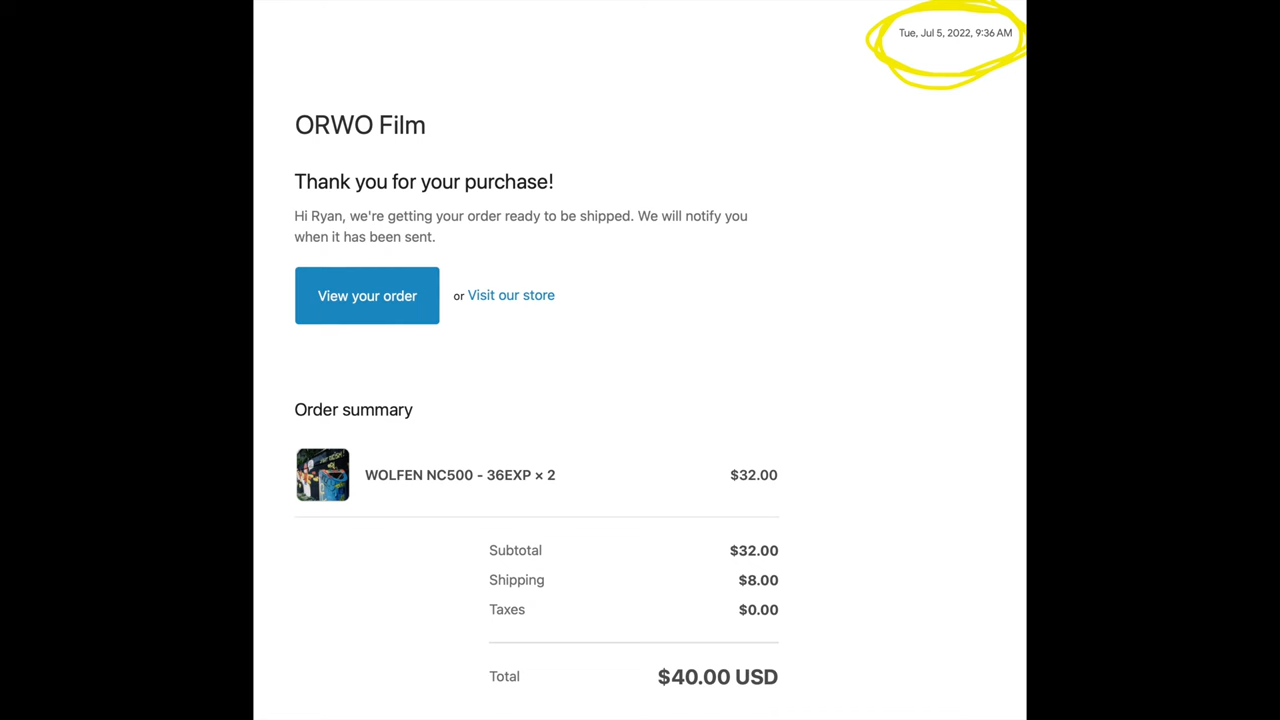 Tue, Jul 5, 2022, 9:36 AM
ORWO Film
Thank you for your purchase!
Hi Ryan, we're getting your order ready to be shipped. We will notify you
when it has been sent.
View your order or Visit our store
Order summary
WOLFEN NC500 - 36EXP × 2 $32.00
Subtotal $32.00
Shipping $8.00
Taxes $0.00
Total $40.00 USD